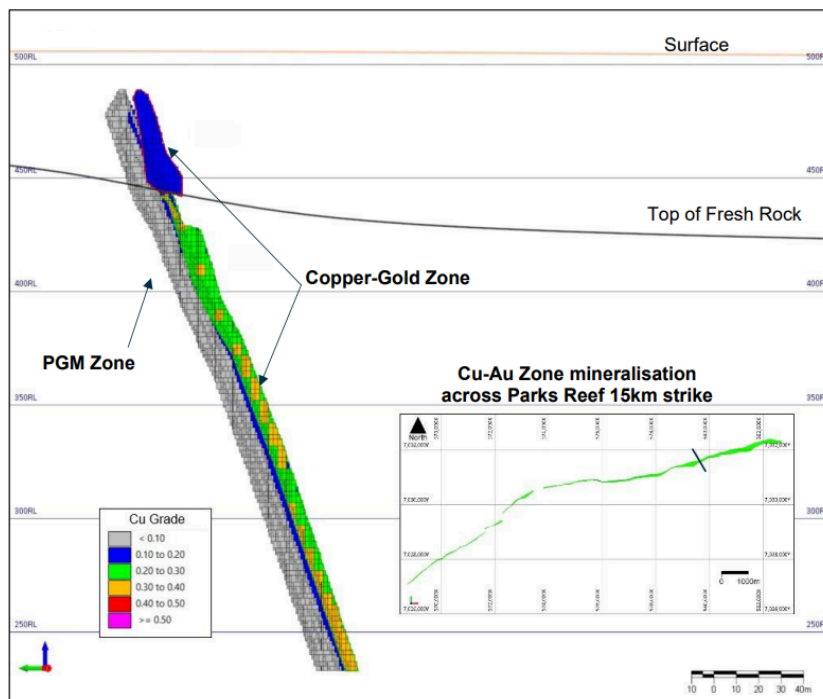 Surface
500RL
500RL
450RL
450RL
Top of Fresh Rock
400RL
400RL
Copper-Gold Zone
PGM Zone
Cu-Au Zone mineralisation
across Parks Reef 15km strike
350RL
North
0 1000m
300RL
Cu Grade
< 0.10
0.10 to 0.20
0.20 to 0.30
0.30 to 0.40
0.40 to 0.50
>= 0.50
250RL
10 0 10 20 30 40m